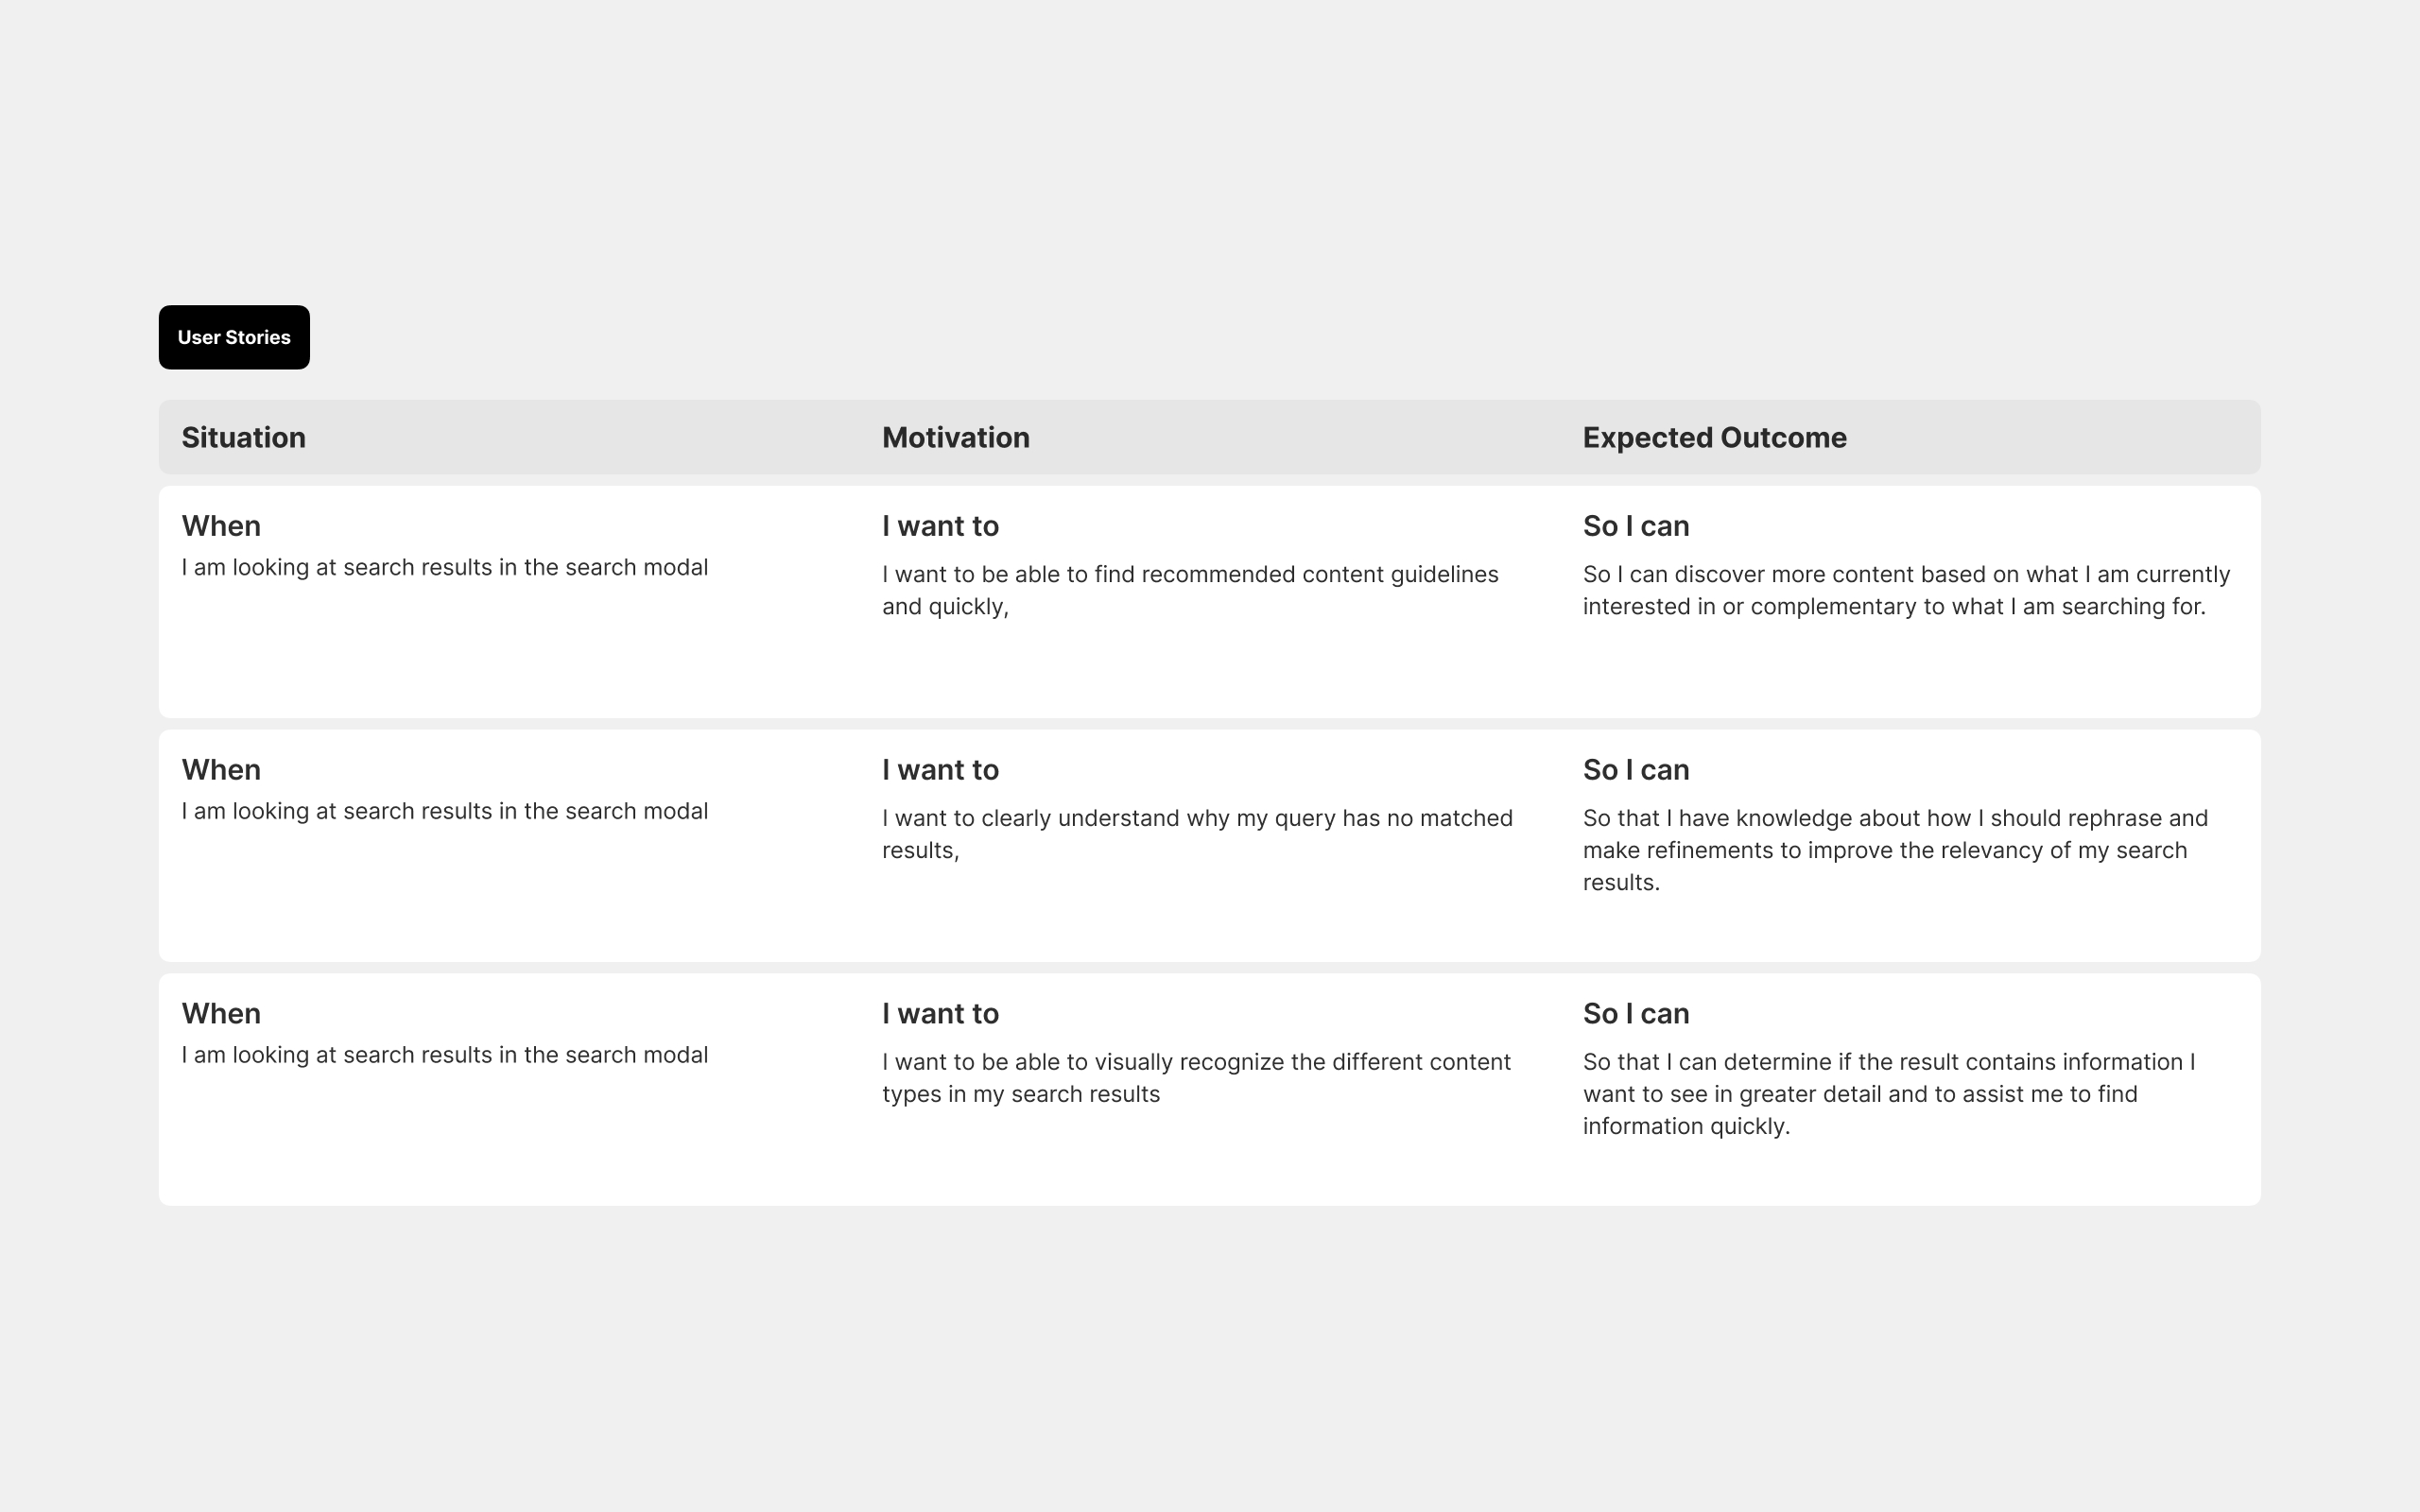 User Stories
Situation
Motivation
Expected Outcome
When
I am looking at search results in the search modal
I want to
I want to be able to find recommended content guidelines
and quickly,
So I can
So I can discover more content based on what I am currently
interested in or complementary to what I am searching for.
When
I am looking at search results in the search modal
I want to
I want to clearly understand why my query has no matched
results,
So I can
So that I have knowledge about how I should rephrase and
make refinements to improve the relevancy of my search
results.
When
I am looking at search results in the search modal
I want to
I want to be able to visually recognize the different content
types in my search results
So I can
So that I can determine if the result contains information I
want to see in greater detail and to assist me to find
information quickly.